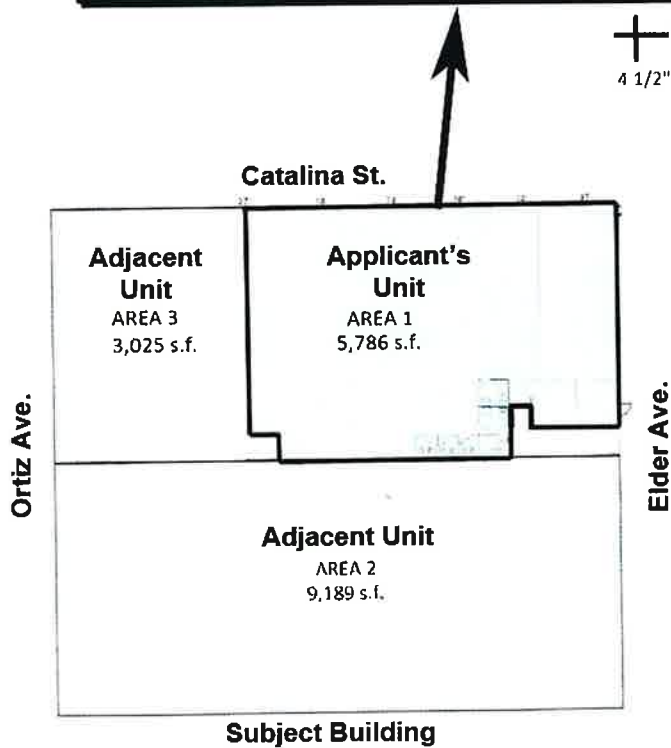 4 1/2"
Catalina St.
Adjacent
Unit
AREA 3
3,025 s.f.
Applicant's
Unit
AREA 1
5,786 s.f.
Ortiz Ave.
Elder Ave.
Adjacent Unit
AREA 2
9,189 s.f.
Subject Building